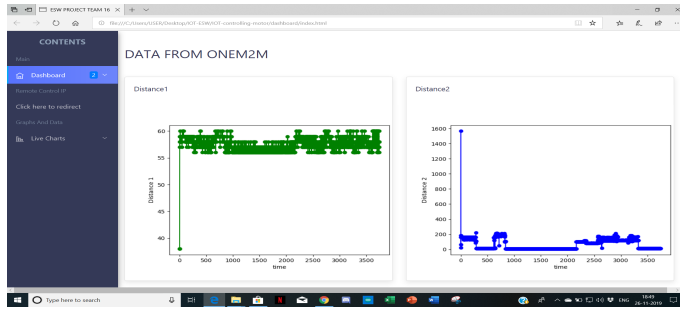 ESW PROJECT TEAM 16
file:///C:/Users/USER/Desktop/IOT-ESW/IOT-controlling-motor/dashboard/index.html
CONTENTS
Main
Dashboard 2
Remote Control IP
Click here to redirect
Graphs And Data
Live Charts
DATA FROM ONEM2M
Distance1
60
55
50
45
40
Distance 1
0 500 1000 1500 2000 2500 3000 3500
time
Distance2
1600
1400
1200
1000
800
600
400
200
0
Distance 2
0 500 1000 1500 2000 2500 3000 3500
time
Type here to search
ENG
18:49
26-11-2019